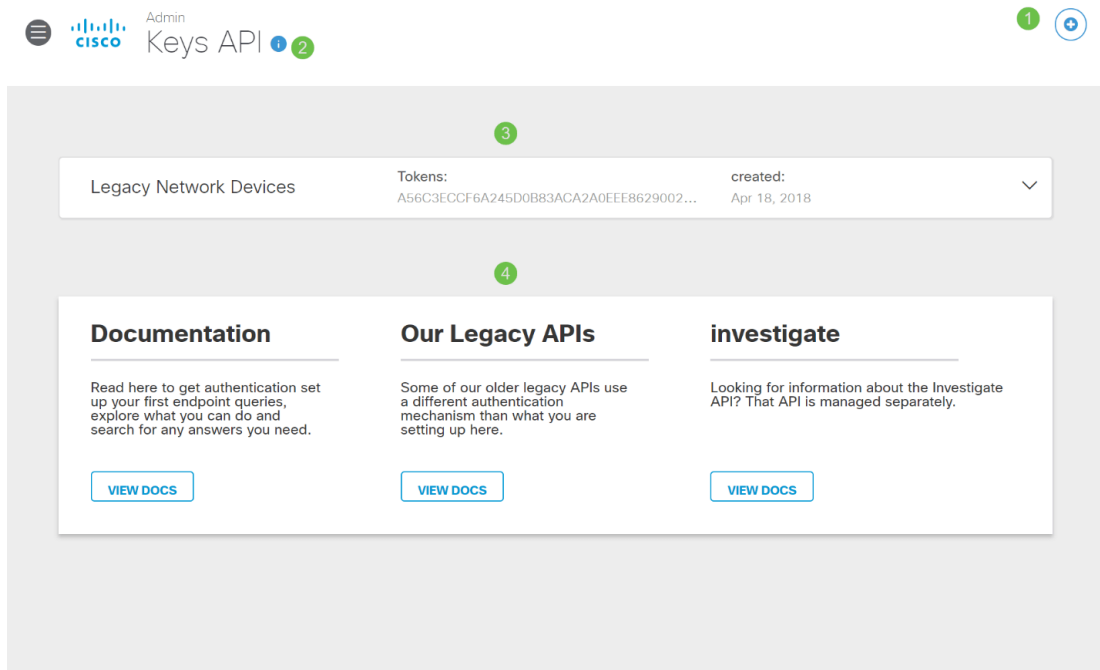 Admin
cisco
Keys API
2
1
3
Legacy Network Devices
Tokens:
A56C3ECCF6A245D0B83ACA2A0EEE8629002...
created:
Apr 18, 2018
4
Documentation
Read here to get authentication set
up your first endpoint queries,
explore what you can do and
search for any answers you need.
VIEW DOCS
Our Legacy APIs
Some of our older legacy APIs use
a different authentication
mechanism than what you are
setting up here.
VIEW DOCS
investigate
Looking for information about the Investigate
API? That API is managed separately.
VIEW DOCS